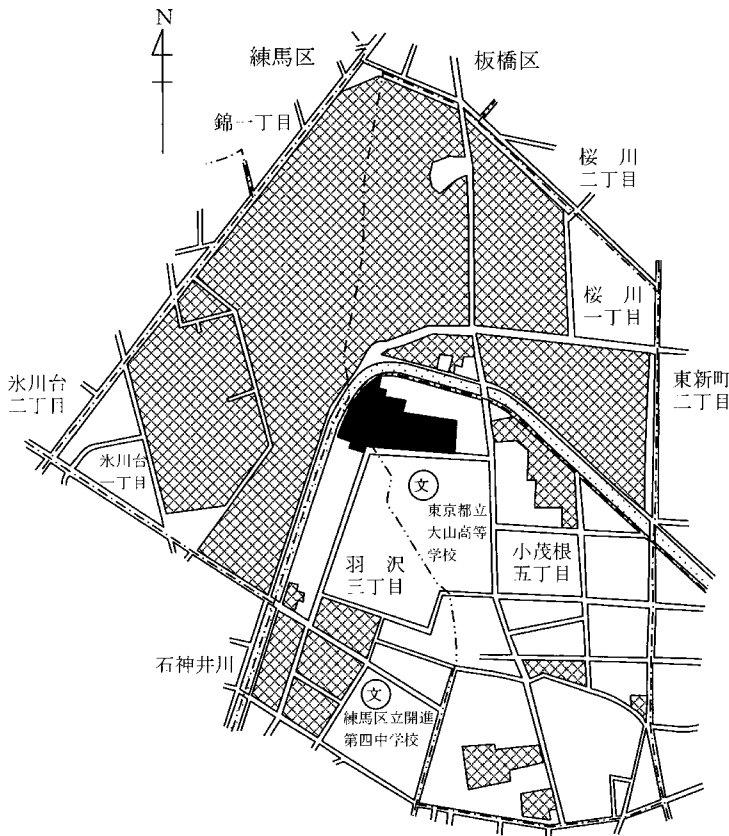 N
練馬区
板橋区
錦一丁目
桜川
二丁目
桜川
一丁目
東新町
二丁目
氷川台
二丁目
氷川台
一丁目
文
東京都立
大山高等
学校
羽沢
三丁目
小茂根
五丁目
石神井川
文
練馬区立開進
第四中学校